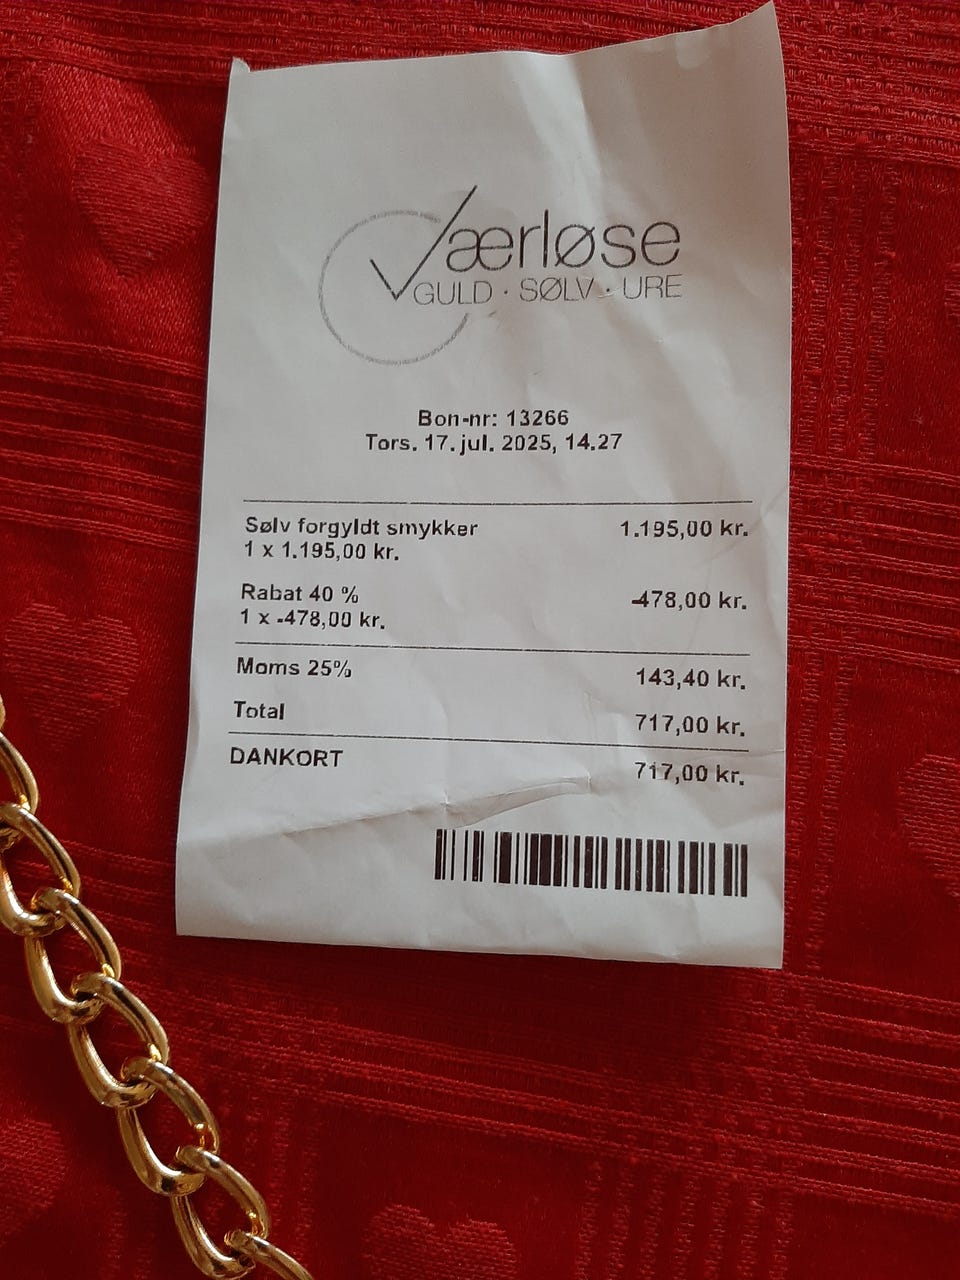 Værløse
GULD · SØLV · URE
Bon-nr: 13266
Tors. 17. jul. 2025, 14.27
Sølv forgyldt smykker 1.195,00 kr.
1 x 1.195,00 kr.
Rabat 40 % -478,00 kr.
1 x -478,00 kr.
Moms 25% 143,40 kr.
Total 717,00 kr.
DANKORT 717,00 kr.